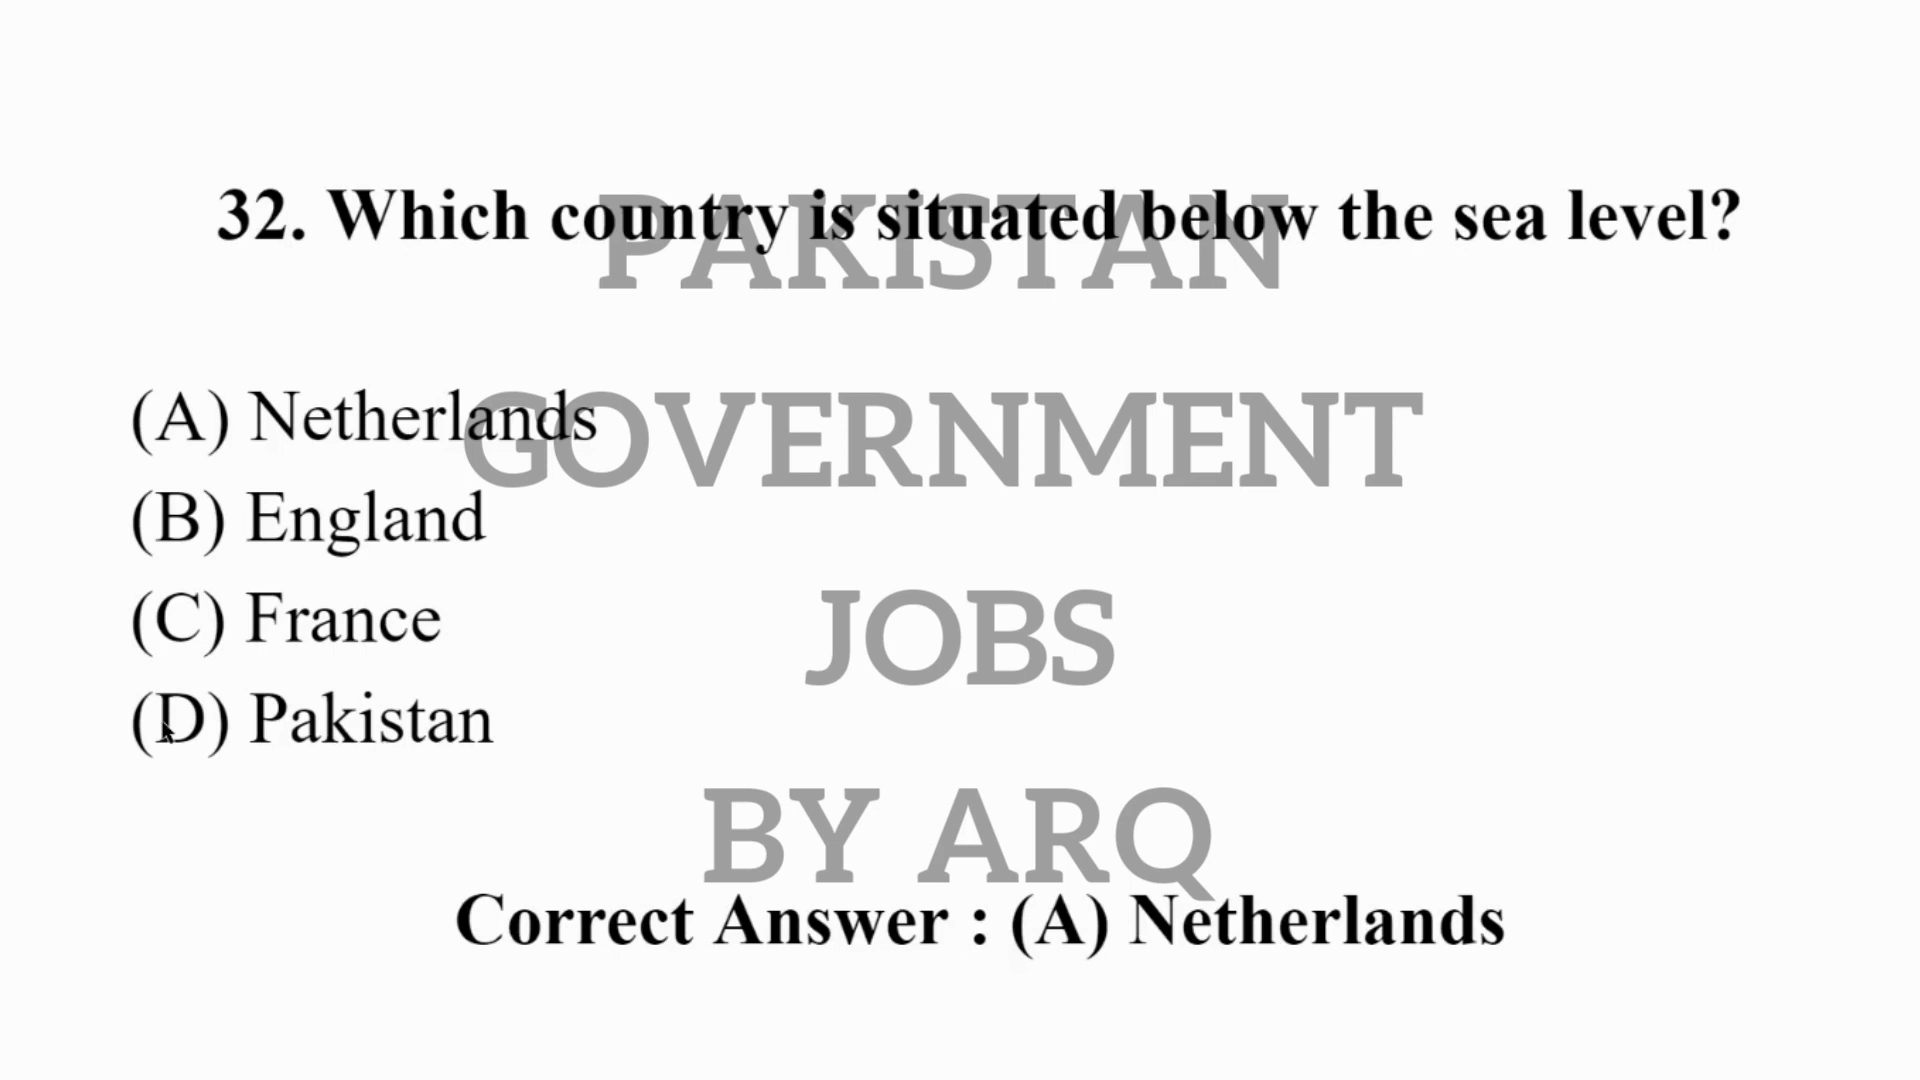 32. Which country is situated below the sea level?
PAKISTAN
(A) Netherlands
GOVERNMENT
(B) England
(C) France
JOBS
(D) Pakistan
BY ARQ
Correct Answer : (A) Netherlands